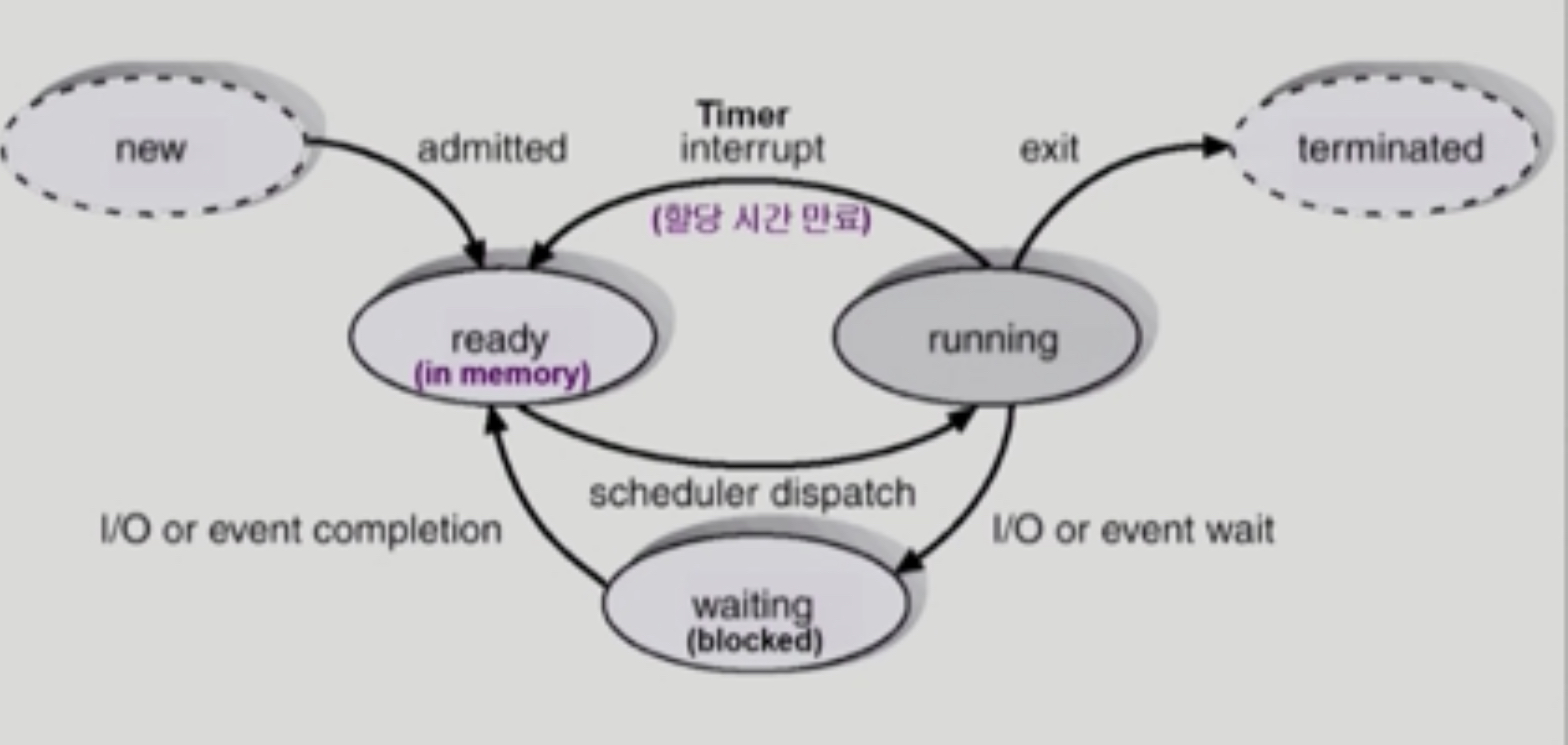 new
admitted
Timer
interrupt
(할당 시간 만료)
exit
terminated
ready
(in memory)
running
scheduler dispatch
I/O or event completion
I/O or event wait
waiting
(blocked)